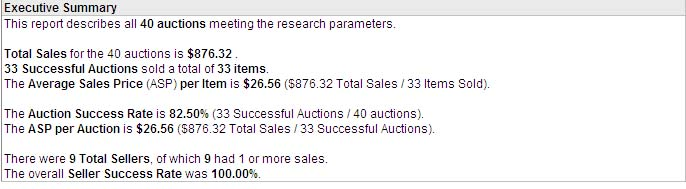 Executive Summary
This report describes all 40 auctions meeting the research parameters.
Total Sales for the 40 auctions is $876.32 .
33 Successful Auctions sold a total of 33 items.
The Average Sales Price (ASP) per Item is $26.56 ($876.32 Total Sales / 33 Items Sold).
The Auction Success Rate is 82.50% (33 Successful Auctions / 40 auctions).
The ASP per Auction is $26.56 ($876.32 Total Sales / 33 Successful Auctions).
There were 9 Total Sellers, of which 9 had 1 or more sales.
The overall Seller Success Rate was 100.00%.